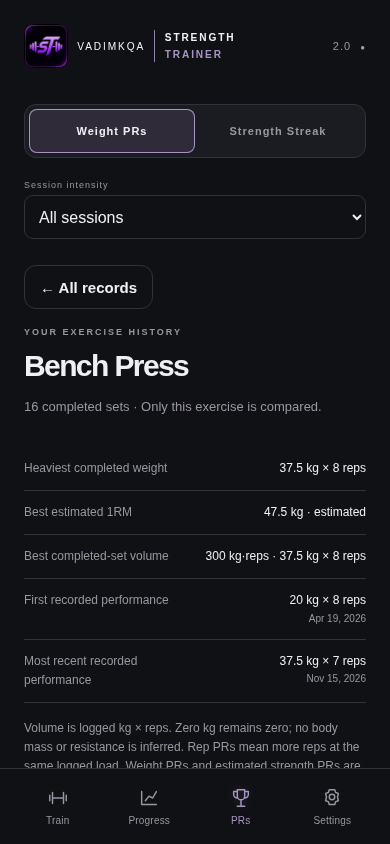 VADIMKQA
STRENGTH
TRAINER
2.0
Weight PRs
Strength Streak
Session intensity
All sessions
← All records
YOUR EXERCISE HISTORY
Bench Press
16 completed sets · Only this exercise is compared.
Heaviest completed weight
37.5 kg × 8 reps
Best estimated 1RM
47.5 kg · estimated
Best completed-set volume
300 kg·reps · 37.5 kg × 8 reps
First recorded performance
20 kg × 8 reps
Apr 19, 2026
Most recent recorded
performance
37.5 kg × 7 reps
Nov 15, 2026
Volume is logged kg × reps. Zero kg remains zero; no body
mass or resistance is inferred. Rep PRs mean more reps at the
same logged load. Weight PRs and estimated strength PRs are
Train
Progress
PRs
Settings